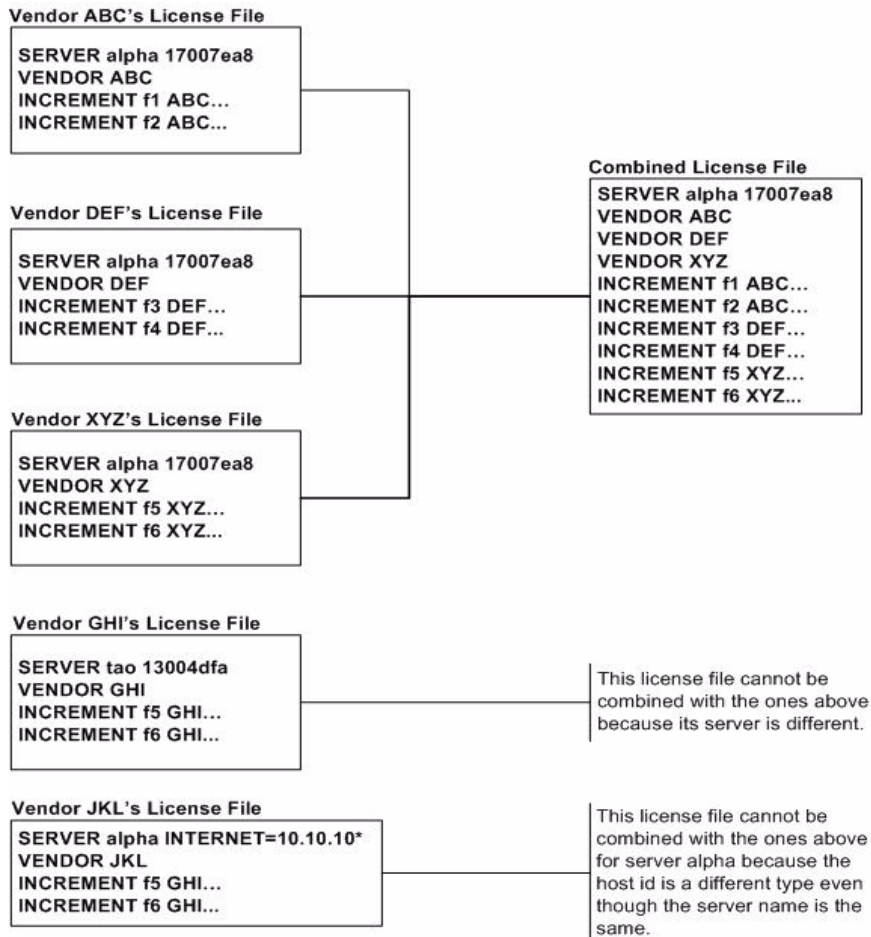 Vendor ABC's License File
SERVER alpha 17007ea8
VENDOR ABC
INCREMENT f1 ABC...
INCREMENT f2 ABC...
Vendor DEF's License File
SERVER alpha 17007ea8
VENDOR DEF
INCREMENT f3 DEF...
INCREMENT f4 DEF...
Vendor XYZ's License File
SERVER alpha 17007ea8
VENDOR XYZ
INCREMENT f5 XYZ...
INCREMENT f6 XYZ...
Combined License File
SERVER alpha 17007ea8
VENDOR ABC
VENDOR DEF
VENDOR XYZ
INCREMENT f1 ABC...
INCREMENT f2 ABC...
INCREMENT f3 DEF...
INCREMENT f4 DEF...
INCREMENT f5 XYZ...
INCREMENT f6 XYZ...
Vendor GHI's License File
SERVER tao 13004dfa
VENDOR GHI
INCREMENT f5 GHI...
INCREMENT f6 GHI...
This license file cannot be
combined with the ones above
because its server is different.
Vendor JKL's License File
SERVER alpha INTERNET=10.10.10*
VENDOR JKL
INCREMENT f5 GHI...
INCREMENT f6 GHI...
This license file cannot be
combined with the ones above
for server alpha because the
host id is a different type even
though the server name is the
same.